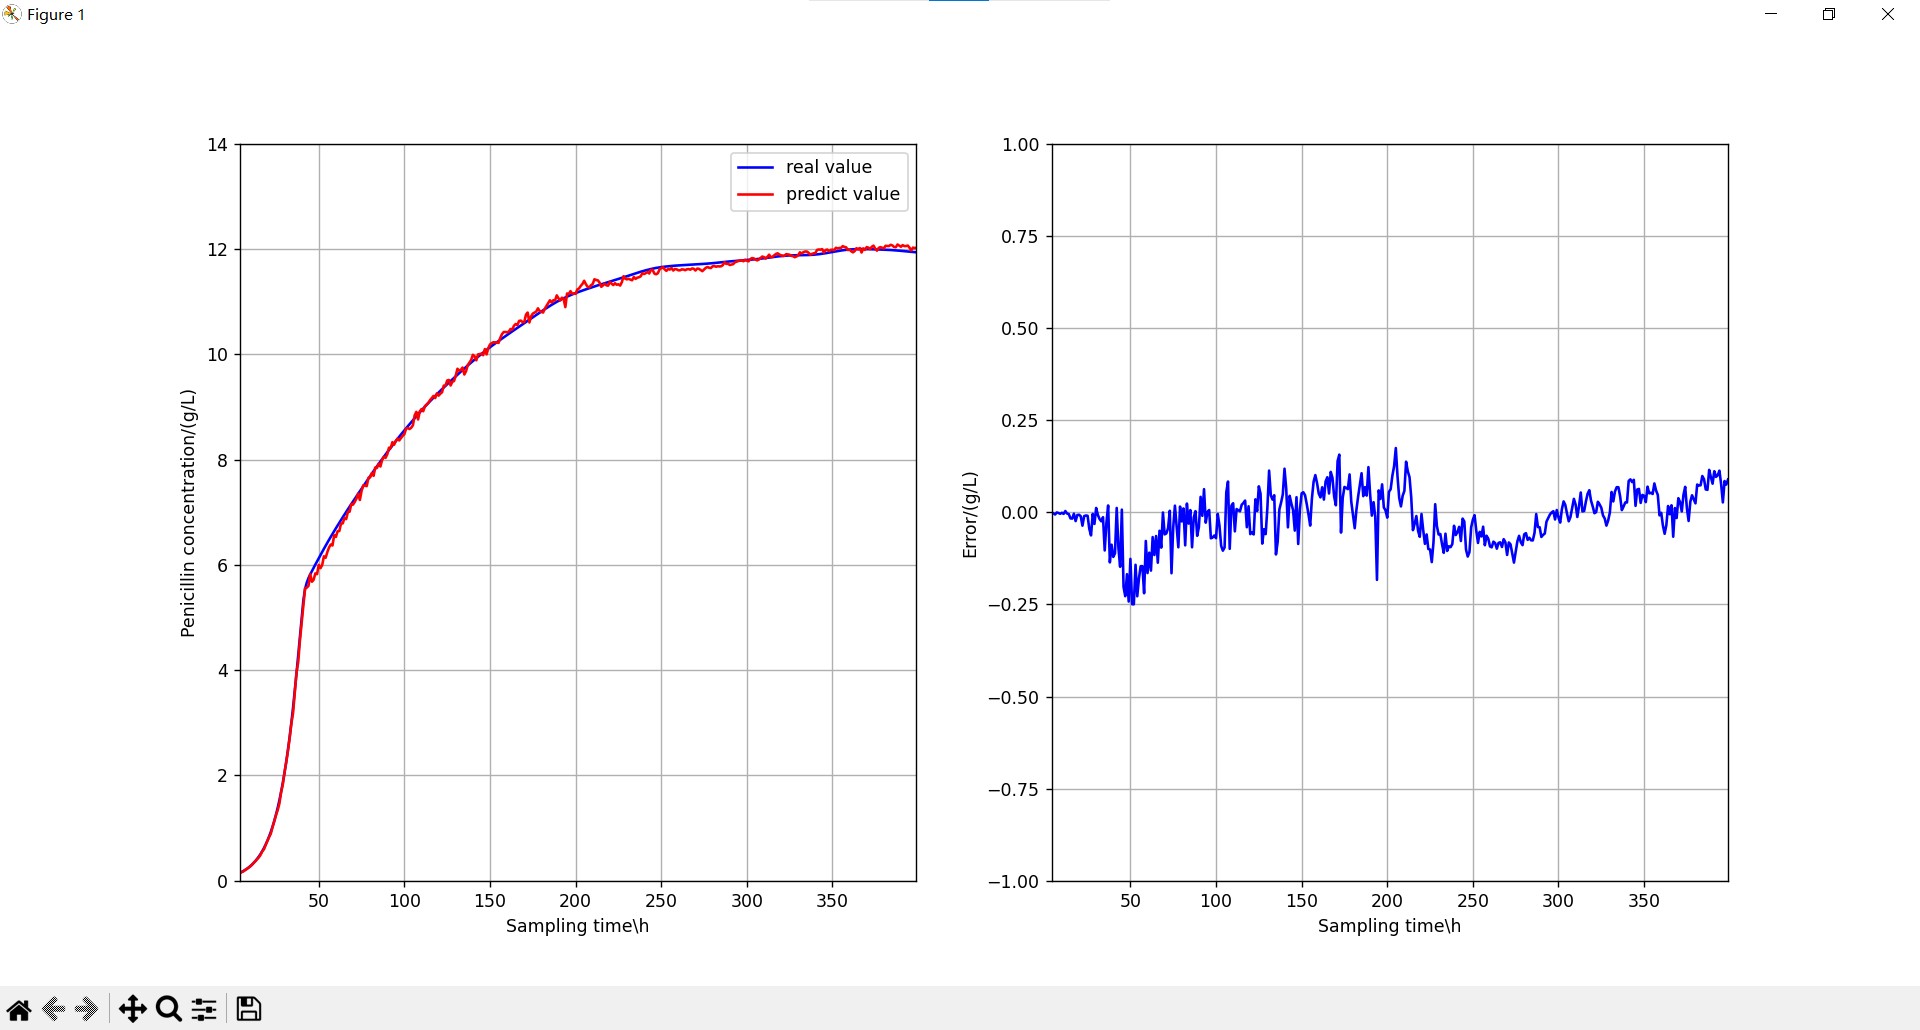 Figure 1
14
12
10
8
6
4
2
0
Penicillin concentration/(g/L)
real value
predict value
50 100 150 200 250 300 350
Sampling time\h
1.00
0.75
0.50
0.25
0.00
−0.25
−0.50
−0.75
−1.00
Error/(g/L)
50 100 150 200 250 300 350
Sampling time\h